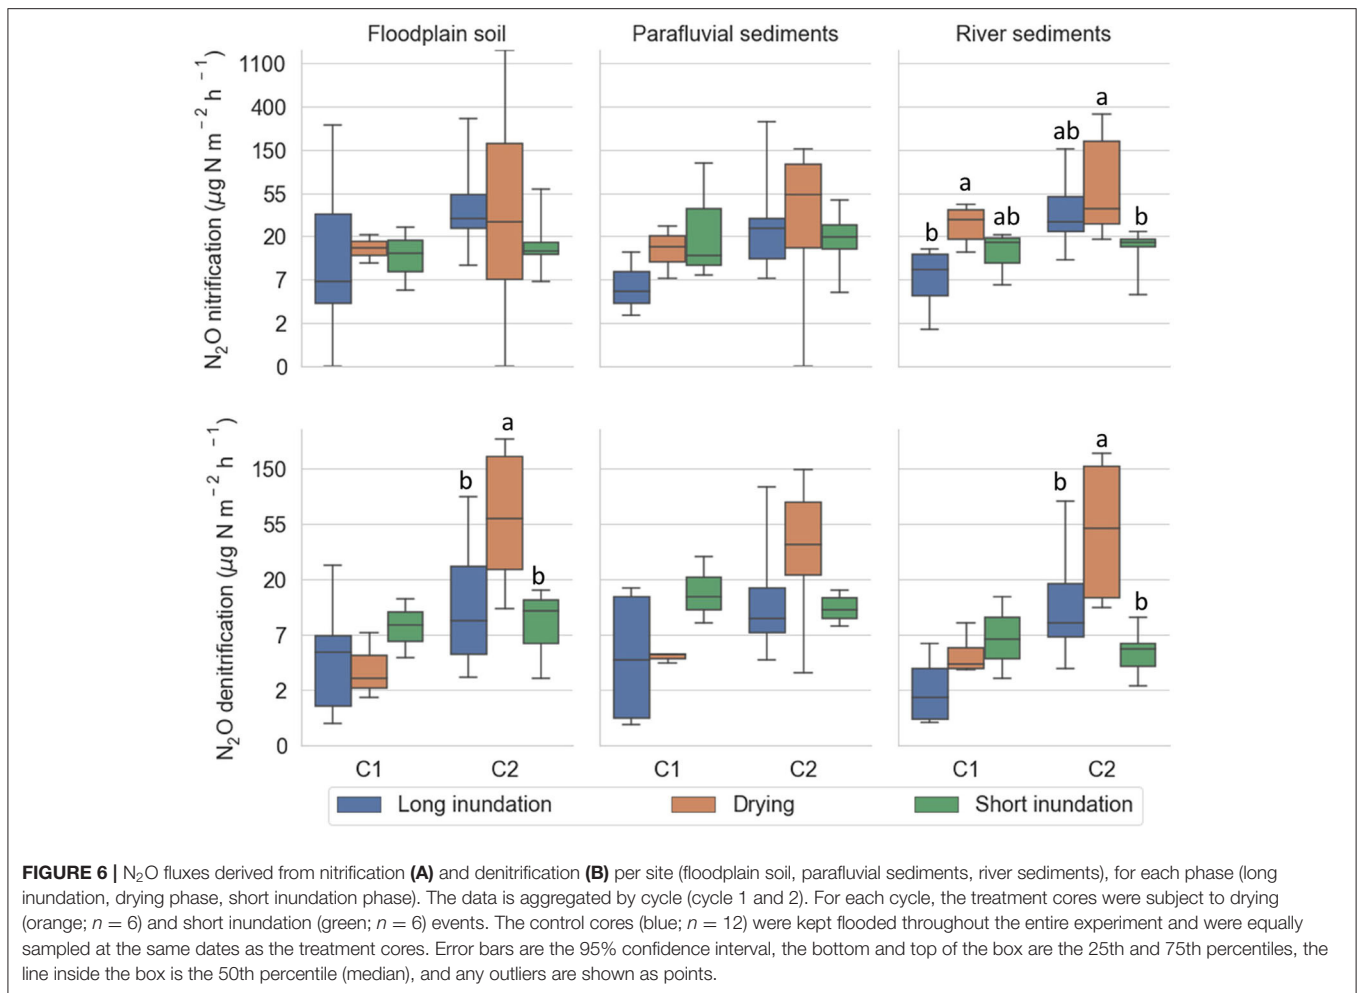 Floodplain soil Parafluvial sediments River sediments
N₂O nitrification (μg N m⁻² h⁻¹)
1100
400
150
55
20
7
2
0
a
ab
a
ab
b
b
N₂O denitrification (μg N m⁻² h⁻¹)
150
55
20
7
2
0
a
b
b
a
b
b
C1 C2 C1 C2 C1 C2
Long inundation Drying Short inundation
FIGURE 6 | N₂O fluxes derived from nitrification (A) and denitrification (B) per site (floodplain soil, parafluvial sediments, river sediments), for each phase (long
inundation, drying phase, short inundation phase). The data is aggregated by cycle (cycle 1 and 2). For each cycle, the treatment cores were subject to drying
(orange; n = 6) and short inundation (green; n = 6) events. The control cores (blue; n = 12) were kept flooded throughout the entire experiment and were equally
sampled at the same dates as the treatment cores. Error bars are the 95% confidence interval, the bottom and top of the box are the 25th and 75th percentiles, the
line inside the box is the 50th percentile (median), and any outliers are shown as points.